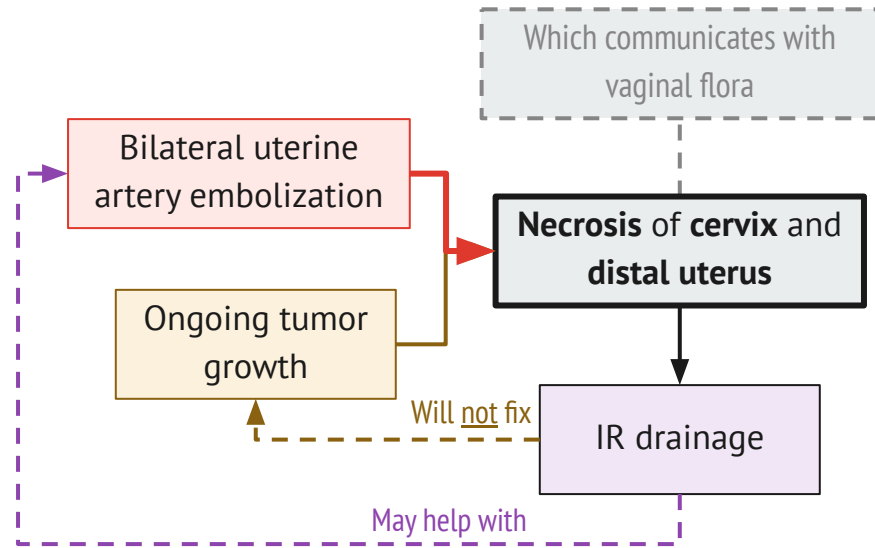 Which communicates with
vaginal flora
Bilateral uterine
artery embolization
Necrosis of cervix and
distal uterus
Ongoing tumor
growth
Will not fix
IR drainage
May help with